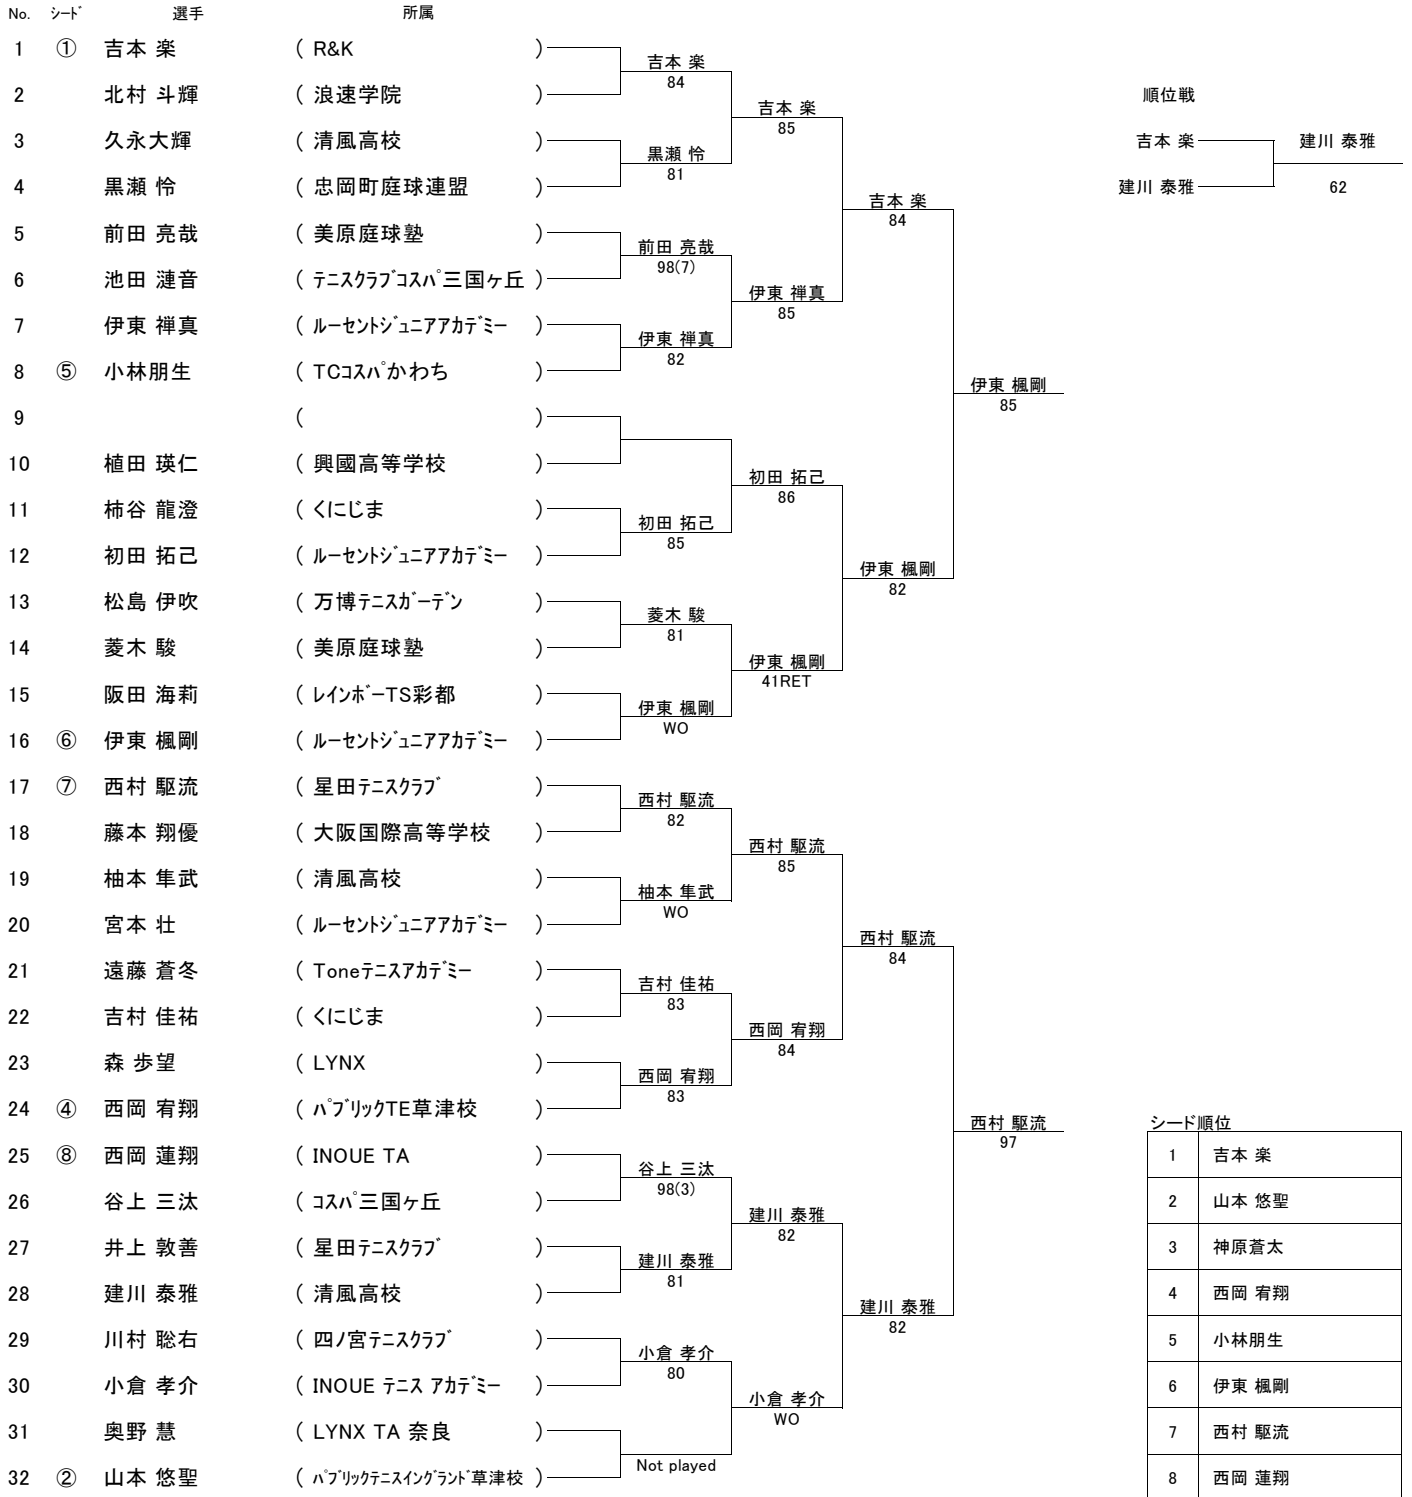 No. ｼｰﾄﾞ 選手 所属
1 ① 吉本 楽 ( R&K )
吉本 楽
84
2 北村 斗輝 ( 浪速学院 )
順位戦
吉本 楽
85
3 久永大輝 ( 清風高校 )
吉本 楽 建川 泰雅
黒瀬 怜
81
4 黒瀬 怜 ( 忠岡町庭球連盟 )
建川 泰雅 62
吉本 楽
84
5 前田 亮哉 ( 美原庭球塾 )
前田 亮哉
98(7)
6 池田 漣音 ( ﾃﾆｽｸﾗﾌﾞｺｽﾊﾟ三国ヶ丘 )
伊東 禅真
85
7 伊東 禅真 ( ﾙｰｾﾝﾄｼﾞｭﾆｱｱｶﾃﾞﾐｰ )
伊東 禅真
82
8 ⑤ 小林朋生 ( TCｺｽﾊﾟかわち )
伊東 楓剛
85
9 ( )
10 植田 瑛仁 ( 興國高等学校 )
初田 拓己
86
11 柿谷 龍澄 ( くにじま )
初田 拓己
85
12 初田 拓己 ( ﾙｰｾﾝﾄｼﾞｭﾆｱｱｶﾃﾞﾐｰ )
伊東 楓剛
82
13 松島 伊吹 ( 万博ﾃﾆｽｶﾞｰﾃﾞﾝ )
菱木 駿
81
14 菱木 駿 ( 美原庭球塾 )
伊東 楓剛
41RET
15 阪田 海莉 ( ﾚｲﾝﾎﾞｰTS彩都 )
伊東 楓剛
WO
16 ⑥ 伊東 楓剛 ( ﾙｰｾﾝﾄｼﾞｭﾆｱｱｶﾃﾞﾐｰ )
17 ⑦ 西村 駆流 ( 星田ﾃﾆｽｸﾗﾌﾞ )
西村 駆流
82
18 藤本 翔優 ( 大阪国際高等学校 )
西村 駆流
85
19 柚本 隼武 ( 清風高校 )
柚本 隼武
WO
20 宮本 壮 ( ﾙｰｾﾝﾄｼﾞｭﾆｱｱｶﾃﾞﾐｰ )
西村 駆流
84
21 遠藤 蒼冬 ( Toneﾃﾆｽｱｶﾃﾞﾐｰ )
吉村 佳祐
83
22 吉村 佳祐 ( くにじま )
西岡 宥翔
84
23 森 歩望 ( LYNX )
西岡 宥翔
83
24 ④ 西岡 宥翔 ( ﾊﾟﾌﾞﾘｯｸTE草津校 )
西村 駆流
97
シード順位
25 ⑧ 西岡 蓮翔 ( INOUE TA )
1 吉本 楽
谷上 三汰
98(3)
26 谷上 三汰 ( ｺｽﾊﾟ三国ヶ丘 )
2 山本 悠聖
建川 泰雅
82
27 井上 敦善 ( 星田ﾃﾆｽｸﾗﾌﾞ )
3 神原蒼太
建川 泰雅
81
28 建川 泰雅 ( 清風高校 )
4 西岡 宥翔
建川 泰雅
82
29 川村 聡右 ( 四ﾉ宮ﾃﾆｽｸﾗﾌﾞ )
5 小林朋生
小倉 孝介
80
30 小倉 孝介 ( INOUE ﾃﾆｽ ｱｶﾃﾞﾐｰ )
6 伊東 楓剛
小倉 孝介
WO
31 奥野 慧 ( LYNX TA 奈良 )
7 西村 駆流
Not played
32 ② 山本 悠聖 ( ﾊﾟﾌﾞﾘｯｸﾃﾆｽｲﾝｸﾞﾗﾝﾄﾞ草津校 )
8 西岡 蓮翔